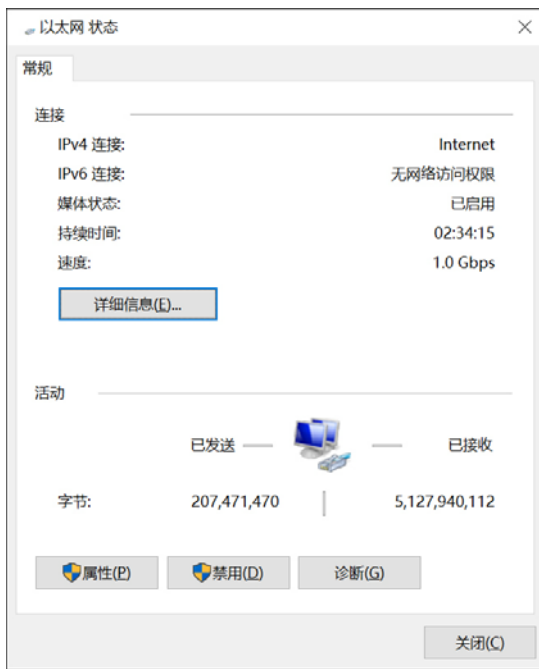 以太网 状态
常规
连接
IPv4 连接: Internet
IPv6 连接: 无网络访问权限
媒体状态: 已启用
持续时间: 02:34:15
速度: 1.0 Gbps
详细信息(E)...
活动
已发送 已接收
字节: 207,471,470 5,127,940,112
属性(P) 禁用(D) 诊断(G)
关闭(C)